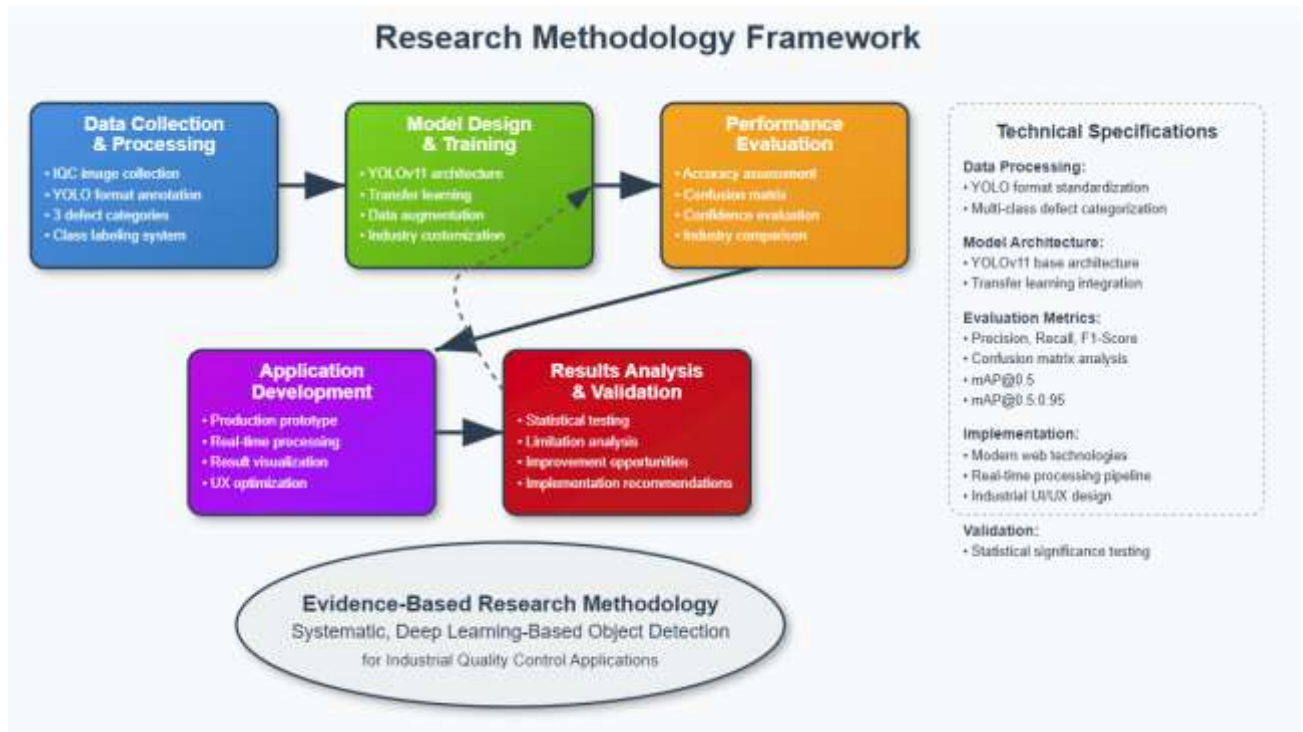 Research Methodology Framework
Data Collection
& Processing
• IQC image collection
• YOLO format annotation
• 3 defect categories
• Class labeling system
Model Design
& Training
• YOLOv11 architecture
• Transfer learning
• Data augmentation
• Industry customization
Performance
Evaluation
• Accuracy assessment
• Confusion matrix
• Confidence evaluation
• Industry comparison
Application
Development
• Production prototype
• Real-time processing
• Result visualization
• UX optimization
Results Analysis
& Validation
• Statistical testing
• Limitation analysis
• Improvement opportunities
• Implementation recommendations
Technical Specifications
Data Processing:
• YOLO format standardization
• Multi-class defect categorization
Model Architecture:
• YOLOv11 base architecture
• Transfer learning integration
Evaluation Metrics:
• Precision, Recall, F1-Score
• Confusion matrix analysis
• mAP@0.5
• mAP@0.5:0.95
Implementation:
• Modern web technologies
• Real-time processing pipeline
• Industrial UI/UX design
Validation:
• Statistical significance testing
Evidence-Based Research Methodology
Systematic, Deep Learning-Based Object Detection
for Industrial Quality Control Applications